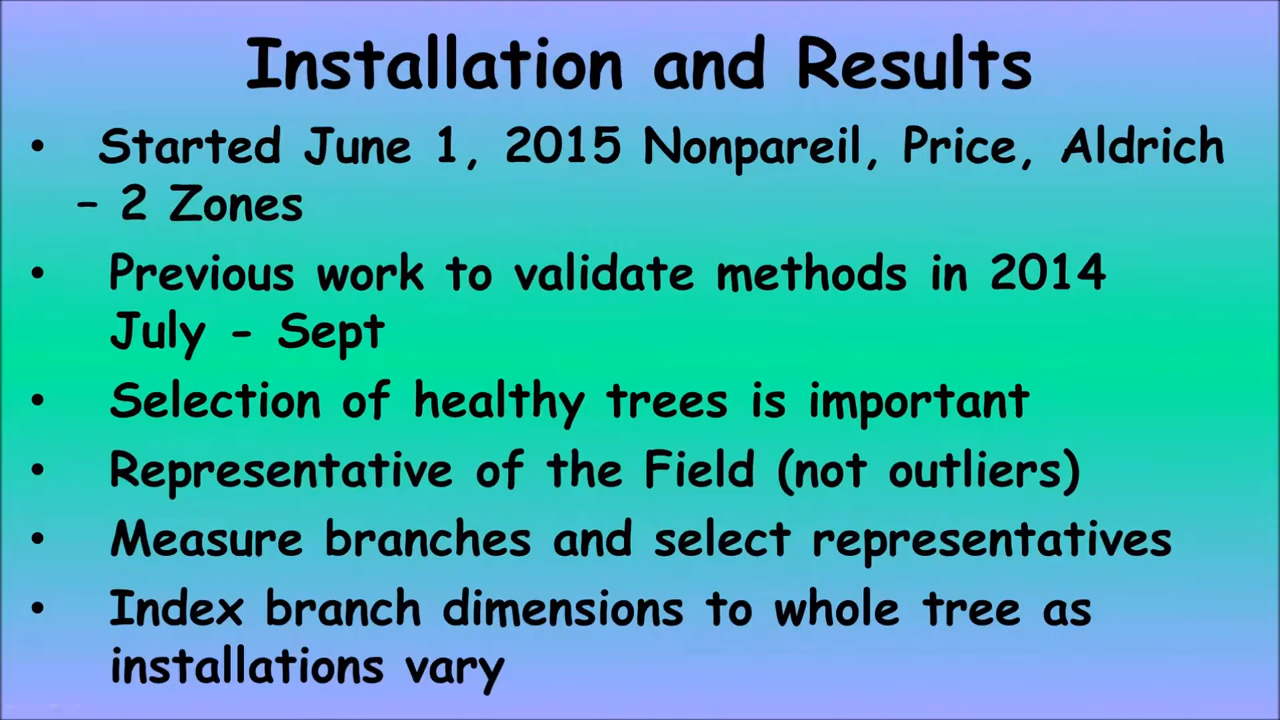 Installation and Results
• Started June 1, 2015 Nonpareil, Price, Aldrich
– 2 Zones
• Previous work to validate methods in 2014
July - Sept
• Selection of healthy trees is important
• Representative of the Field (not outliers)
• Measure branches and select representatives
• Index branch dimensions to whole tree as
installations vary